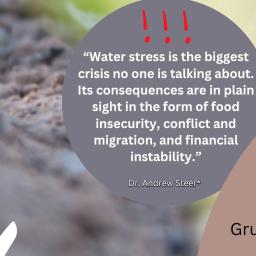 !!!
“Water stress is the biggest
crisis no one is talking about.
Its consequences are in plain
sight in the form of food
insecurity, conflict and
migration, and financial
instability.”
Dr. Andrew Steer*
Gru